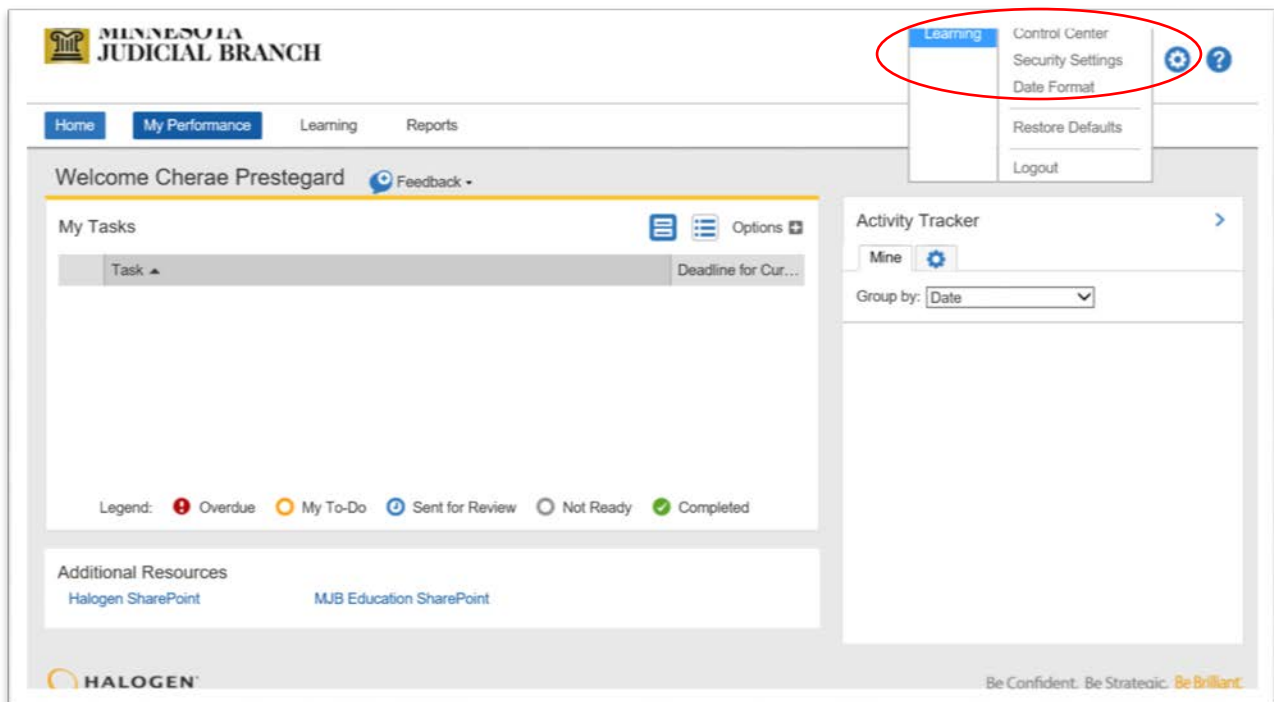 MINNESOTA
JUDICIAL BRANCH
Learning
Control Center
Security Settings
Date Format
Restore Defaults
Logout
?
Home My Performance Learning Reports
Welcome Cherae Prestegard Feedback
My Tasks Options
Task Deadline for Cur...
Legend: Overdue My To-Do Sent for Review Not Ready Completed
Additional Resources
Halogen SharePoint MJB Education SharePoint
Activity Tracker
Mine
Group by: Date
HALOGEN
Be Confident. Be Strategic. Be Brilliant.